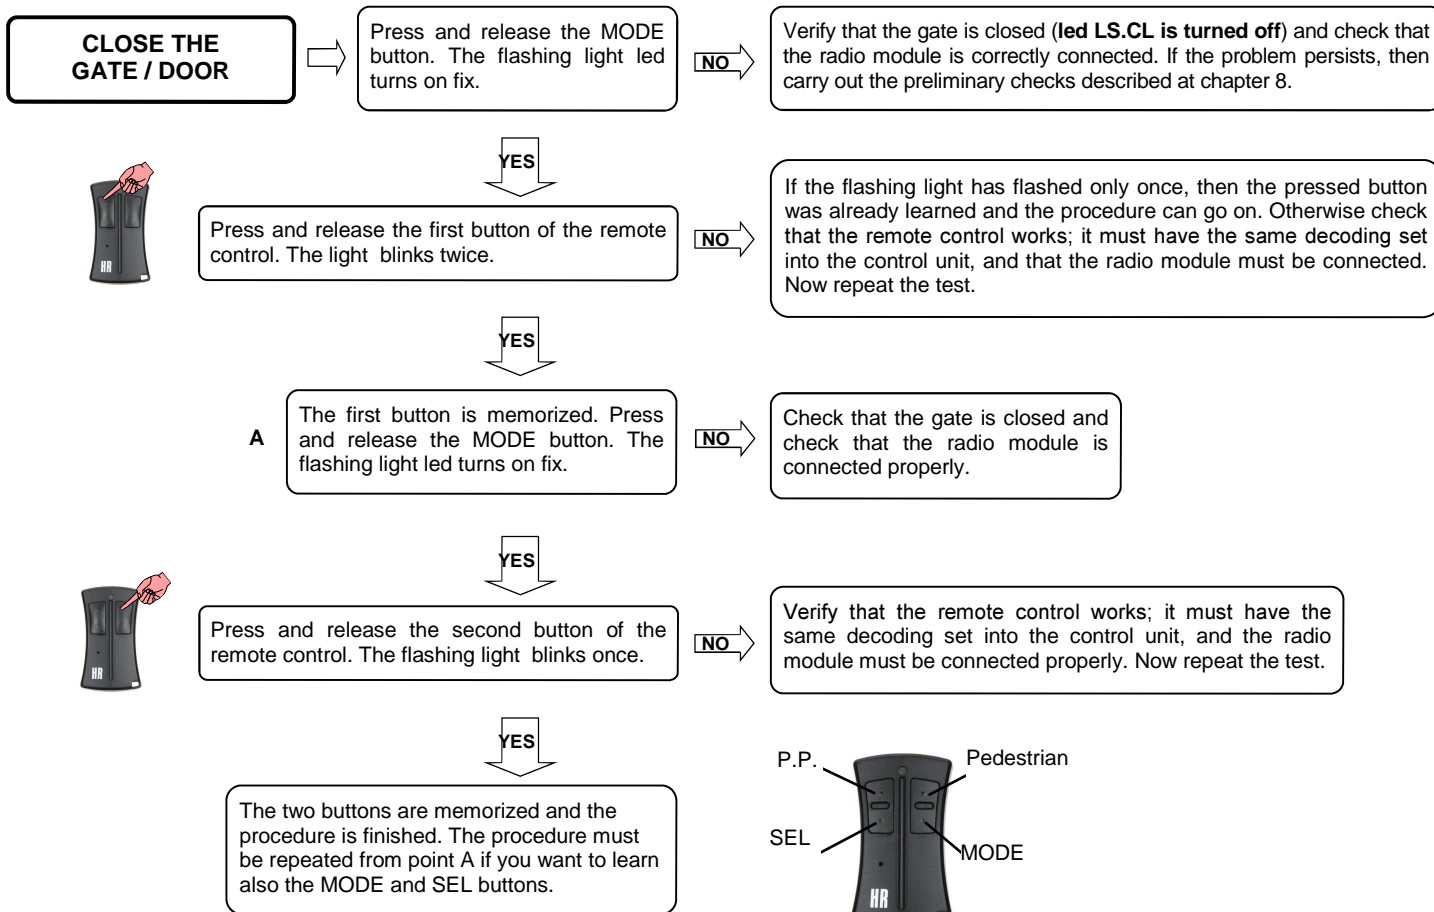 CLOSE THE
GATE / DOOR
Press and release the MODE
button. The flashing light led
turns on fix.
NO
Verify that the gate is closed (led LS.CL is turned off) and check that
the radio module is correctly connected. If the problem persists, then
carry out the preliminary checks described at chapter 8.
YES
HR
Press and release the first button of the remote
control. The light blinks twice.
NO
If the flashing light has flashed only once, then the pressed button
was already learned and the procedure can go on. Otherwise check
that the remote control works; it must have the same decoding set
into the control unit, and that the radio module must be connected.
Now repeat the test.
YES
A
The first button is memorized. Press
and release the MODE button. The
flashing light led turns on fix.
NO
Check that the gate is closed and
check that the radio module is
connected properly.
YES
HR
Press and release the second button of the
remote control. The flashing light blinks once.
NO
Verify that the remote control works; it must have the
same decoding set into the control unit, and the radio
module must be connected properly. Now repeat the test.
YES
The two buttons are memorized and the
procedure is finished. The procedure must
be repeated from point A if you want to learn
also the MODE and SEL buttons.
P.P.
Pedestrian
SEL
MODE
HR